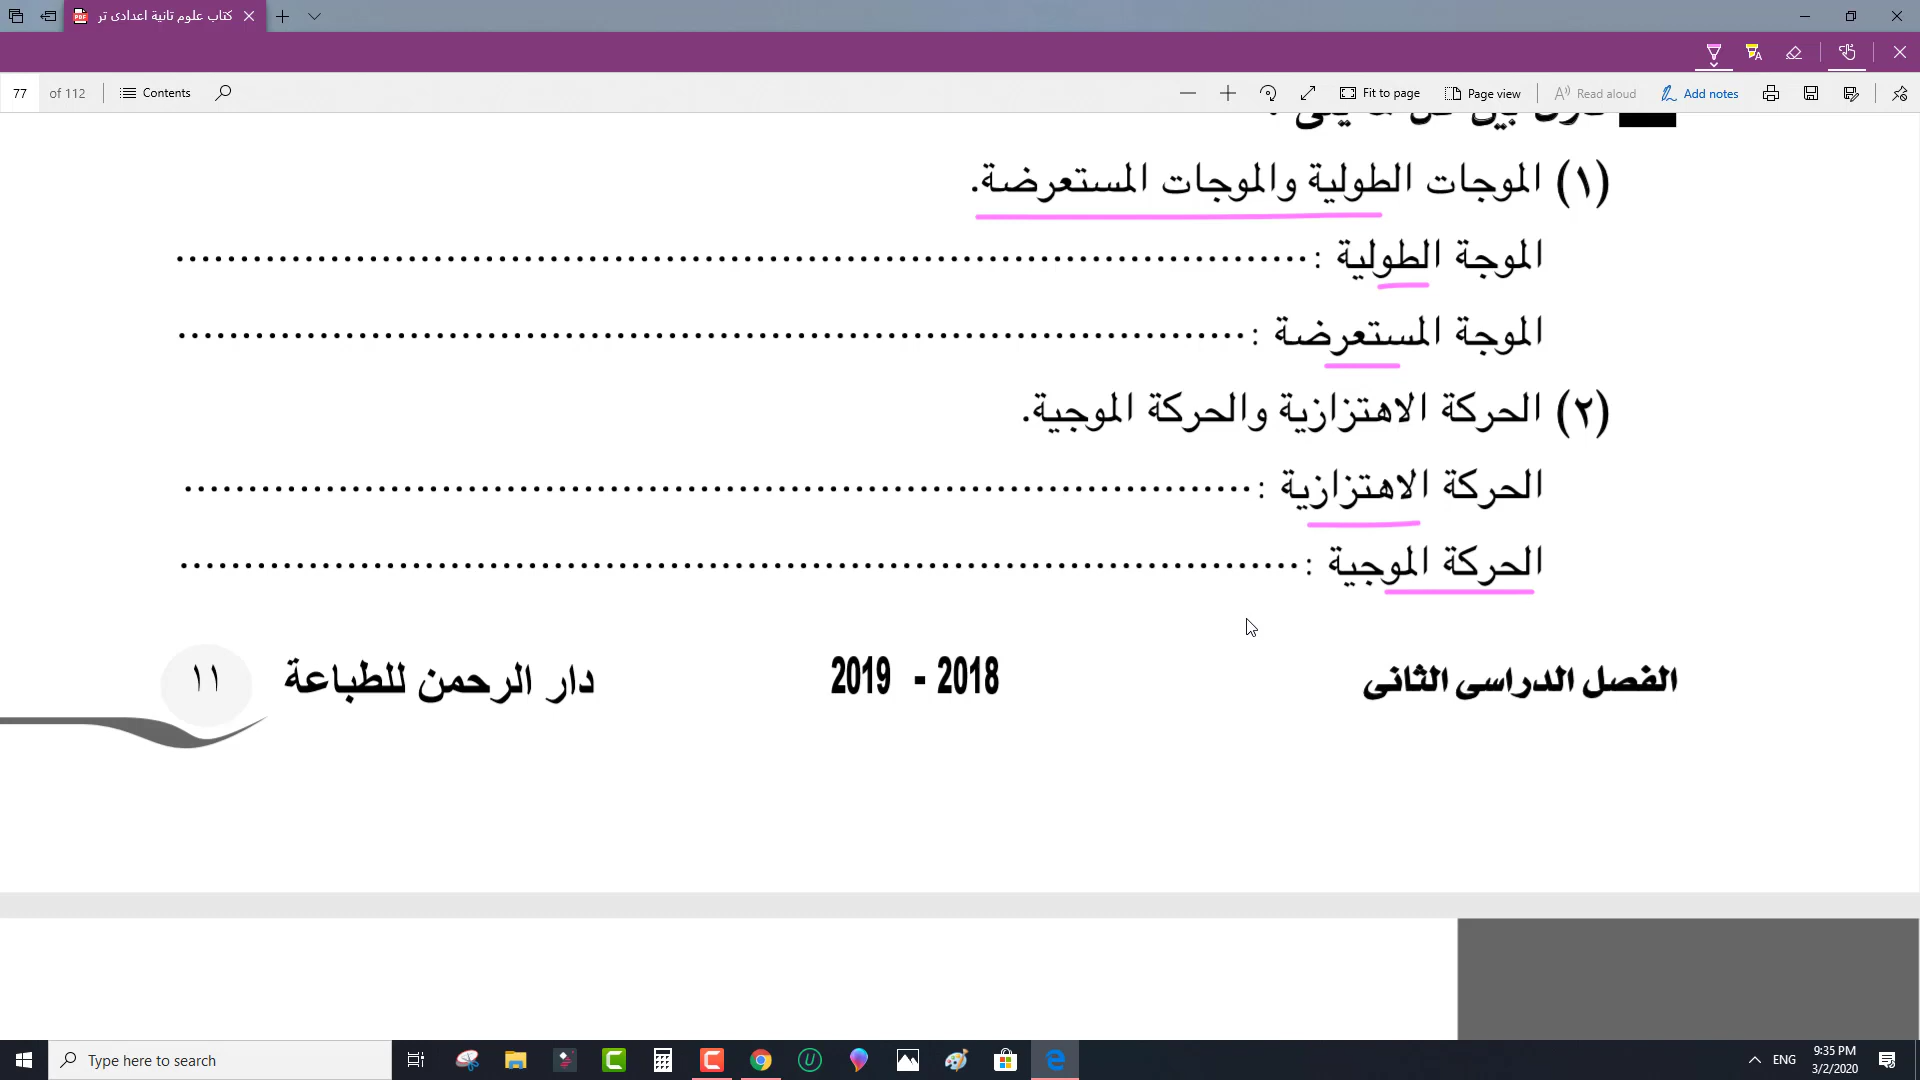 كتاب علوم تانية اعدادى تر
77 of 112
Contents
Fit to page
Page view
Read aloud
Add notes
(١) الموجات الطولية والموجات المستعرضة.
الموجة الطولية : ........................................
الموجة المستعرضة : ........................................
(٢) الحركة الاهتزازية والحركة الموجية.
الحركة الاهتزازية : ........................................
الحركة الموجية : ........................................
الفصل الدراسى الثانى
2018 - 2019
دار الرحمن للطباعة
١١
Type here to search
ENG
9:35 PM
3/2/2020